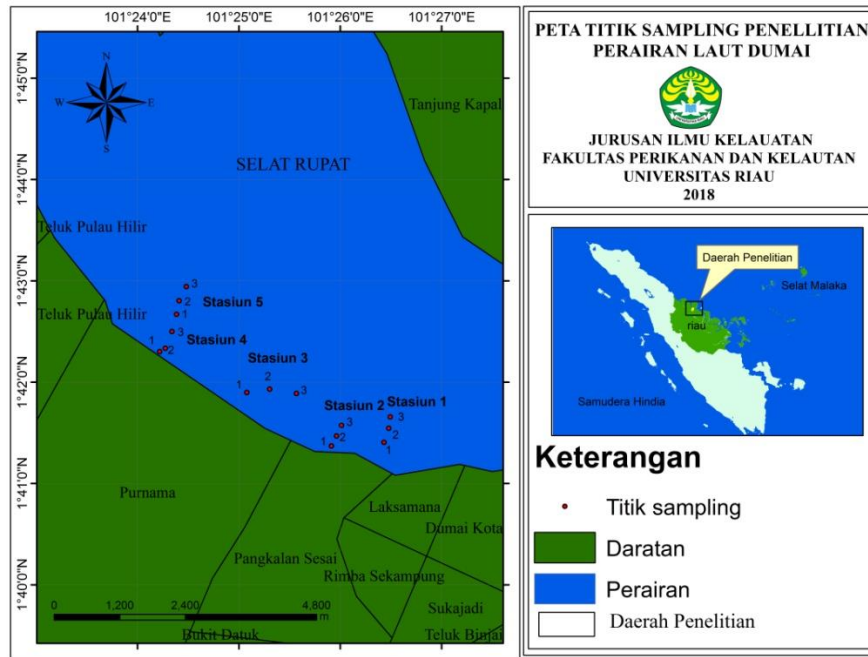 101°24'0"E 101°25'0"E 101°26'0"E 101°27'0"E
1°45'0"N
1°44'0"N
1°43'0"N
1°42'0"N
1°41'0"N
1°40'0"N
N
W E
S
Tanjung Kapal
SELAT RUPAT
Teluk Pulau Hilir
Teluk Pulau Hilir
3
2
Stasiun 5
1
3
Stasiun 4
1 2
Stasiun 3
2
1 3
Stasiun 2 Stasiun 1
3 3
2 2
1 1
Purnama
Laksamana
Dumai Kota
Pangkalan Sesai
Rimba Sekampung
Sukajadi
Bukit Datuk
Teluk Binjai
0 1,200 2,400 4,800
m
PETA TITIK SAMPLING PENELLITIAN
PERAIRAN LAUT DUMAI
JURUSAN ILMU KELAUATAN
FAKULTAS PERIKANAN DAN KELAUTAN
UNIVERSITAS RIAU
2018
Daerah Penelitian
Selat Malaka
riau
Samudera Hindia
Keterangan
Titik sampling
Daratan
Perairan
Daerah Penelitian